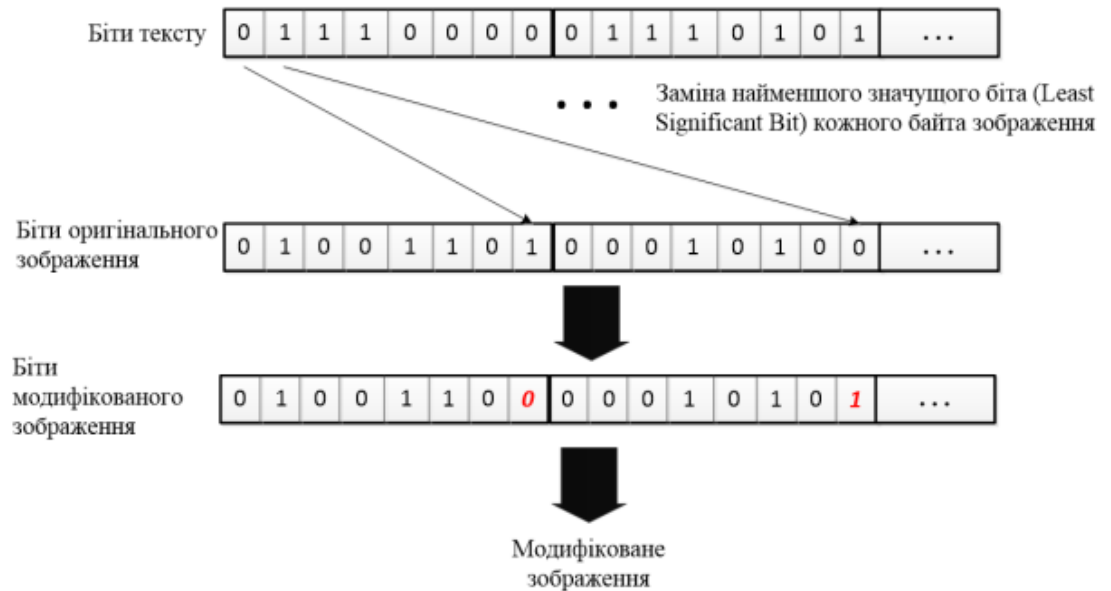 Біти тексту
0 1 1 1 0 0 0 0 0 1 1 1 0 1 0 1 ...
... Заміна найменшого значущого біта (Least
Significant Bit) кожного байта зображення
Біти оригінального
зображення
0 1 0 0 1 1 0 1 0 0 0 1 0 1 0 0 ...
Біти
модифікованого
зображення
0 1 0 0 1 1 0 0 0 0 0 1 0 1 0 1 ...
Модифіковане
зображення